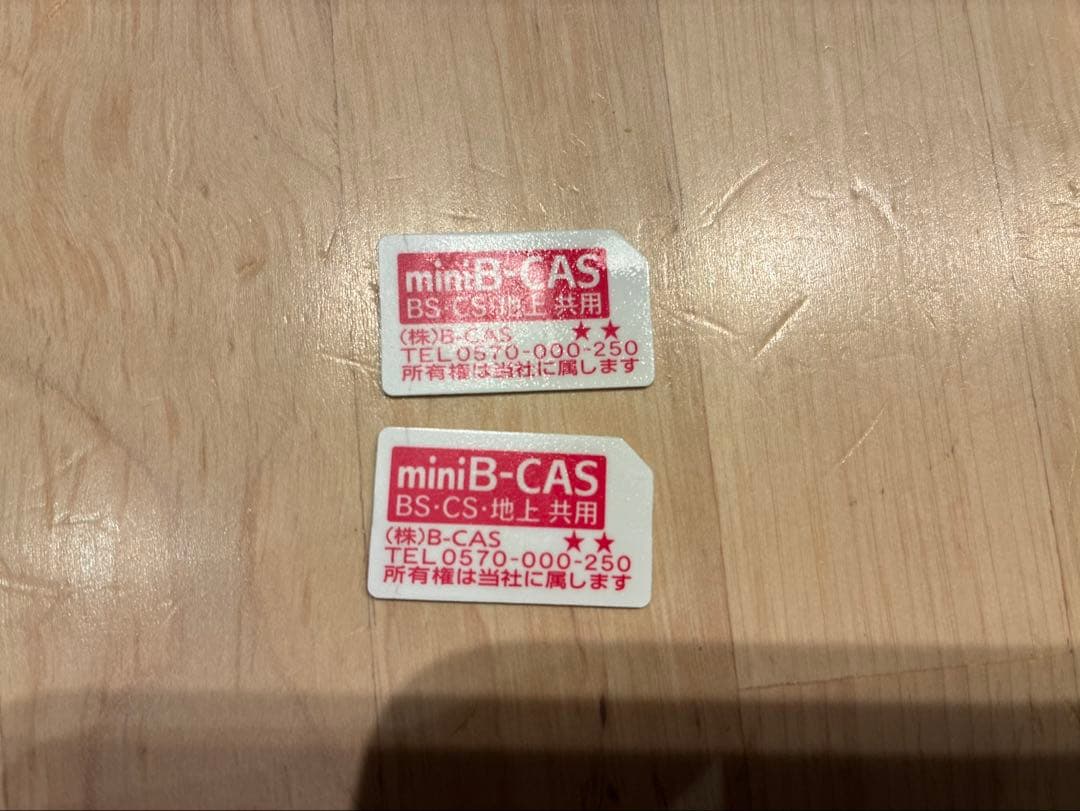 miniB-CAS
BS・CS・地上 共用
(株)B-CAS ★★
TEL0570-000-250
所有権は当社に属します
miniB-CAS
BS・CS・地上 共用
(株)B-CAS ★★
TEL0570-000-250
所有権は当社に属します